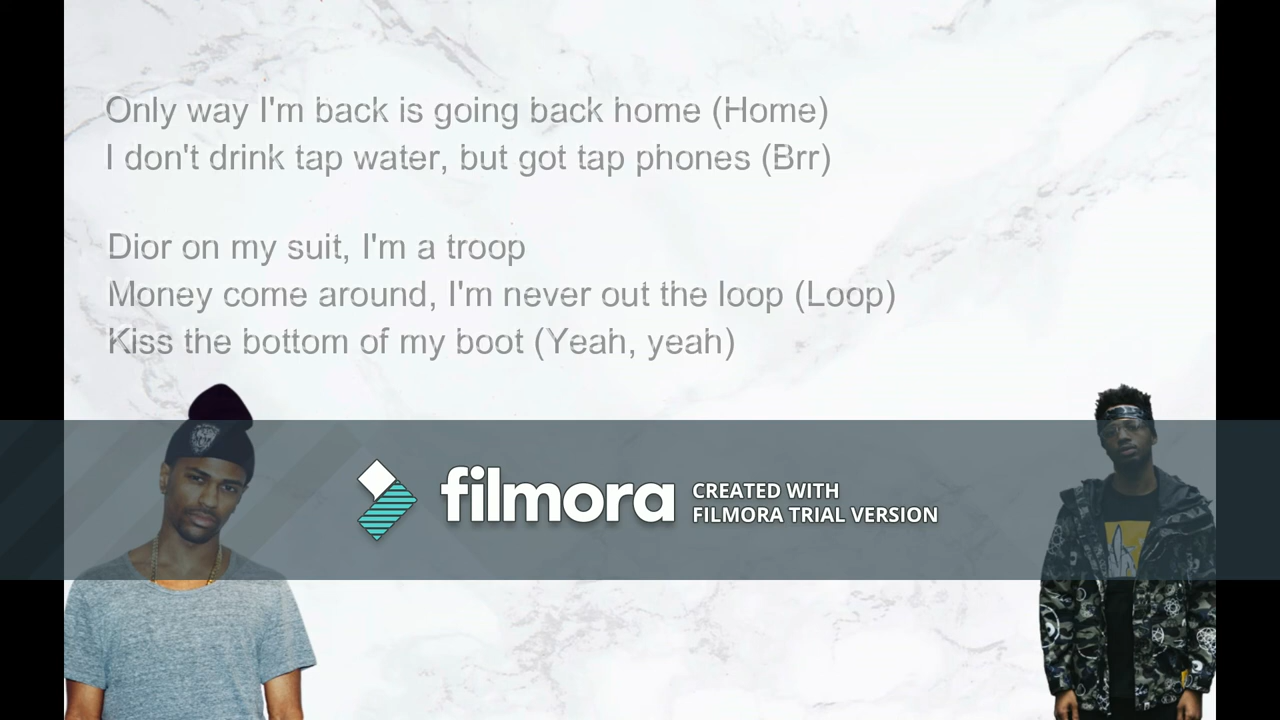 Only way I'm back is going back home (Home)
I don't drink tap water, but got tap phones (Brr)
Dior on my suit, I'm a troop
Money come around, I'm never out the loop (Loop)
Kiss the bottom of my boot (Yeah, yeah)
filmora
CREATED WITH
FILMORA TRIAL VERSION